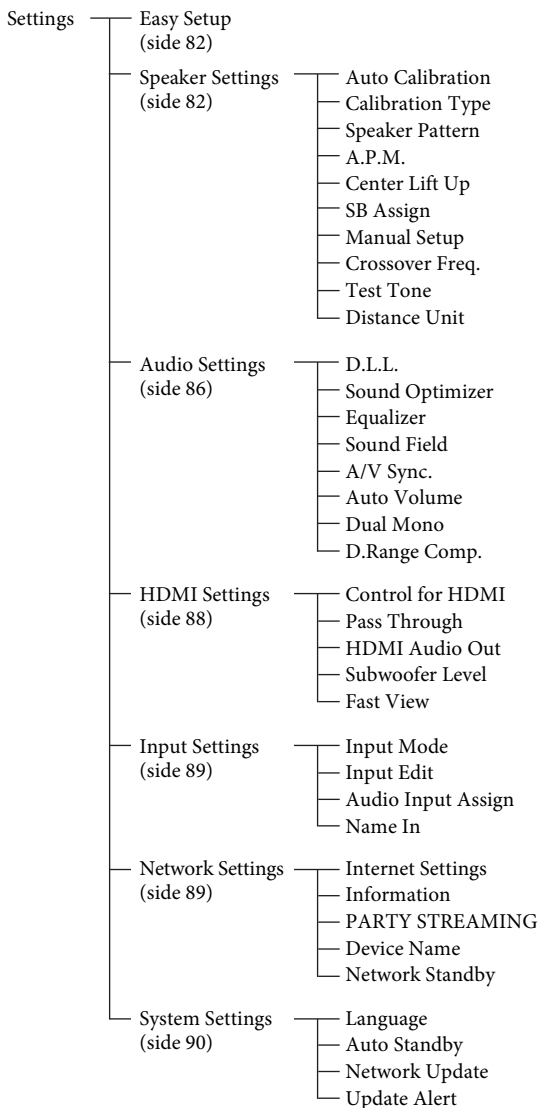 Settings
Easy Setup
(side 82)
Speaker Settings
(side 82)
Auto Calibration
Calibration Type
Speaker Pattern
A.P.M.
Center Lift Up
SB Assign
Manual Setup
Crossover Freq.
Test Tone
Distance Unit
Audio Settings
(side 86)
D.L.L.
Sound Optimizer
Equalizer
Sound Field
A/V Sync.
Auto Volume
Dual Mono
D.Range Comp.
HDMI Settings
(side 88)
Control for HDMI
Pass Through
HDMI Audio Out
Subwoofer Level
Fast View
Input Settings
(side 89)
Input Mode
Input Edit
Audio Input Assign
Name In
Network Settings
(side 89)
Internet Settings
Information
PARTY STREAMING
Device Name
Network Standby
System Settings
(side 90)
Language
Auto Standby
Network Update
Update Alert